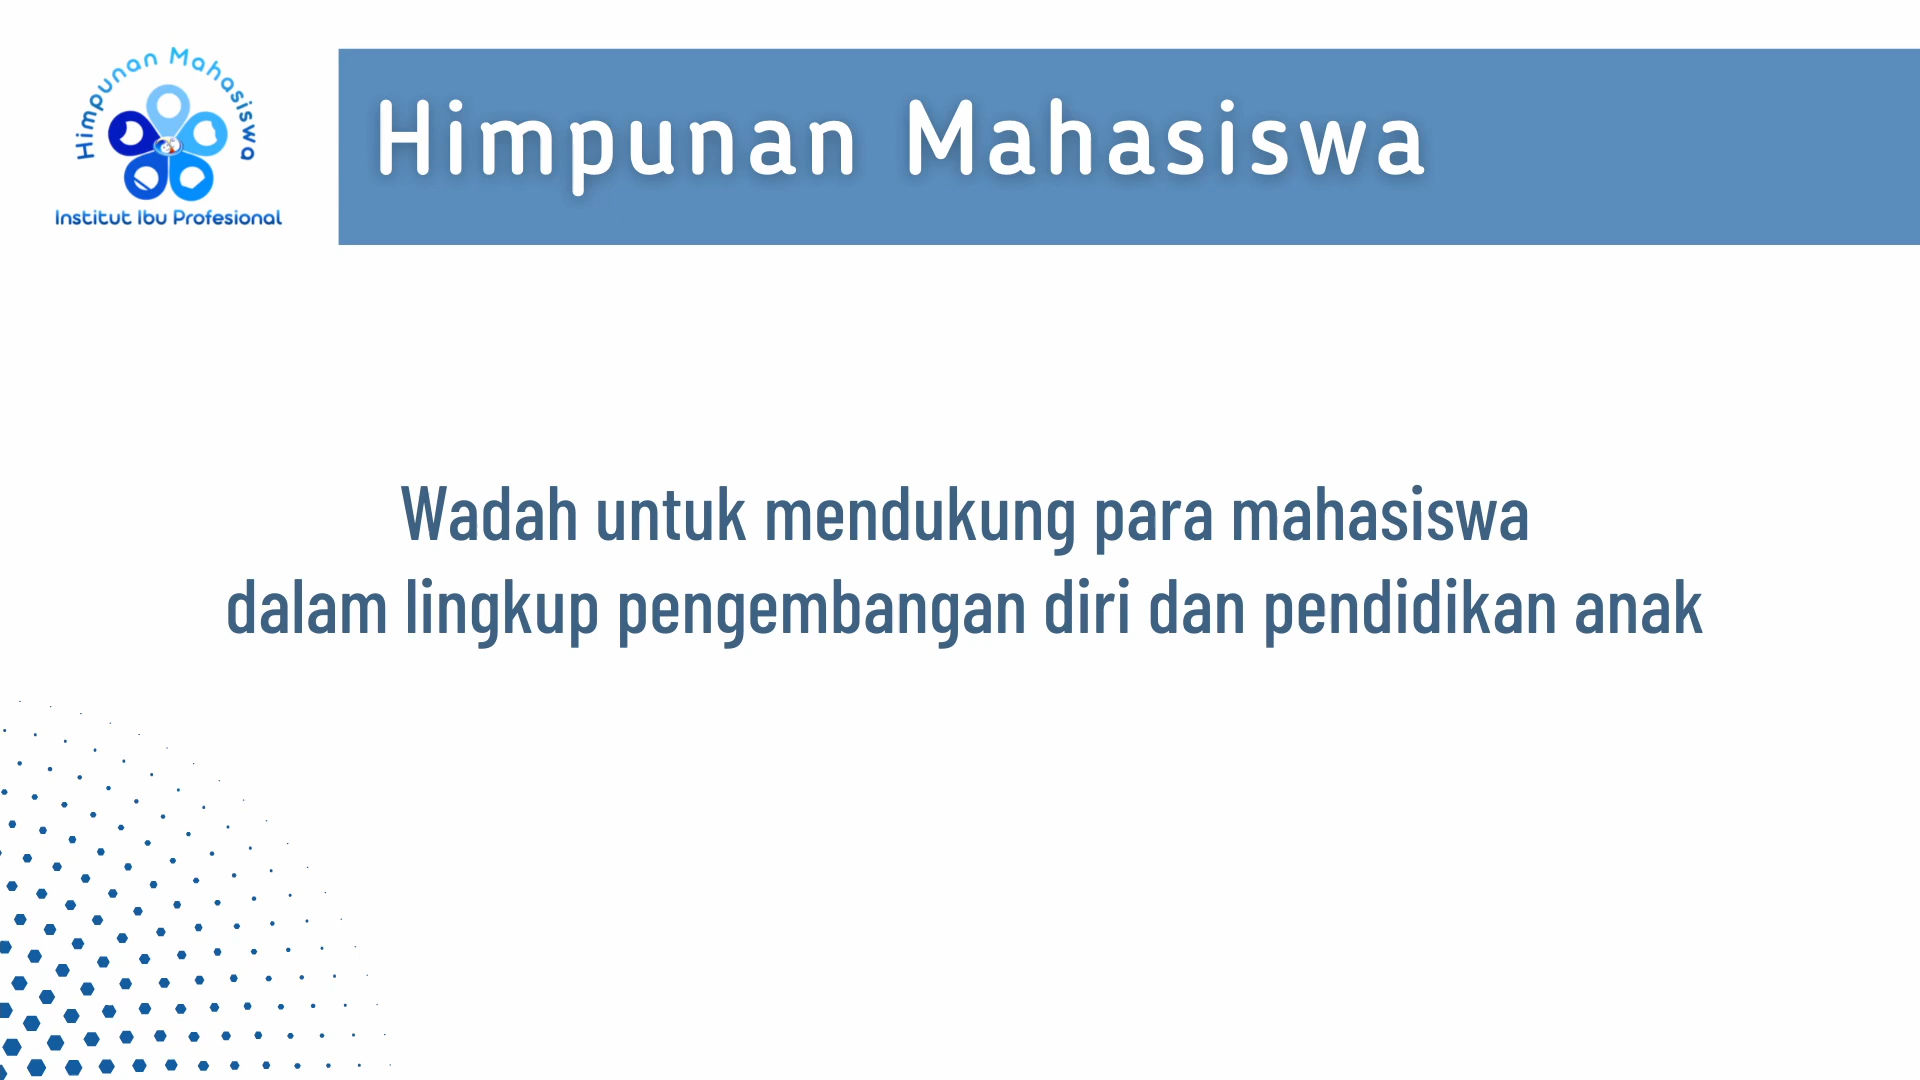 Himpunan Mahasiswa
Institut Ibu Profesional
Himpunan Mahasiswa
Wadah untuk mendukung para mahasiswa
dalam lingkup pengembangan diri dan pendidikan anak